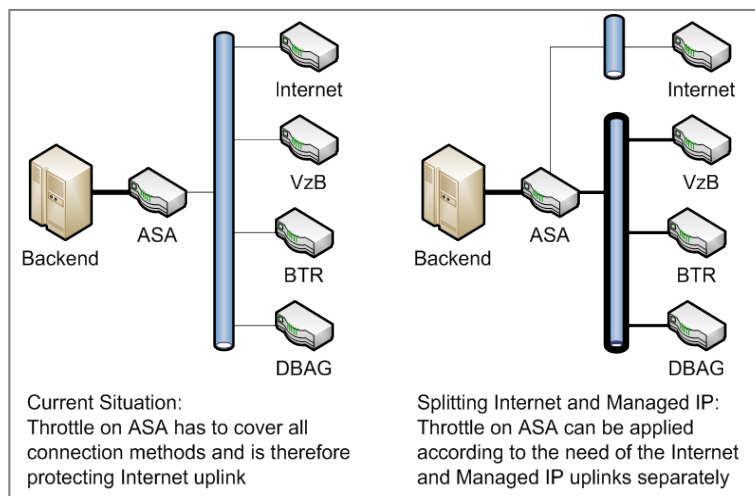 Internet
VzB
ASA
Backend
BTR
DBAG
Current Situation:
Throttle on ASA has to cover all
connection methods and is therefore
protecting Internet uplink
Internet
VzB
ASA
Backend
BTR
DBAG
Splitting Internet and Managed IP:
Throttle on ASA can be applied
according to the need of the Internet
and Managed IP uplinks separately